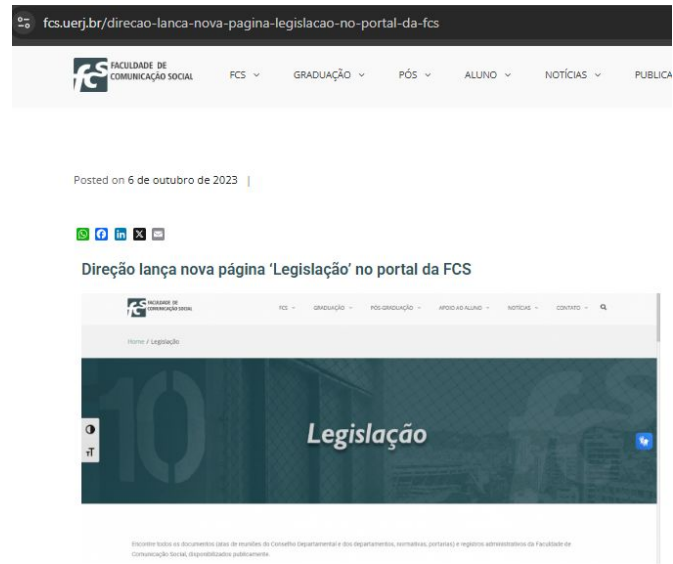 fcs.uerj.br/direcao-lanca-nova-pagina-legislacao-no-portal-da-fcs
fcs FACULDADE DE
COMUNICAÇÃO SOCIAL
FCS GRADUAÇÃO PÓS ALUNO NOTÍCIAS PUBLICA
Posted on 6 de outubro de 2023 |
Direção lança nova página ‘Legislação’ no portal da FCS
fcs FACULDADE DE
COMUNICAÇÃO SOCIAL
FCS GRADUAÇÃO PÓS-GRADUAÇÃO APOIO AO ALUNO NOTÍCIAS CONTATO
Home / Legislação
10
fcs
Legislação
Encontre todos os documentos (atas de reuniões do Conselho Departamental e dos departamentos, normativas, portarias) e registros administrativos da Faculdade de
Comunicação Social, disponibilizados publicamente.